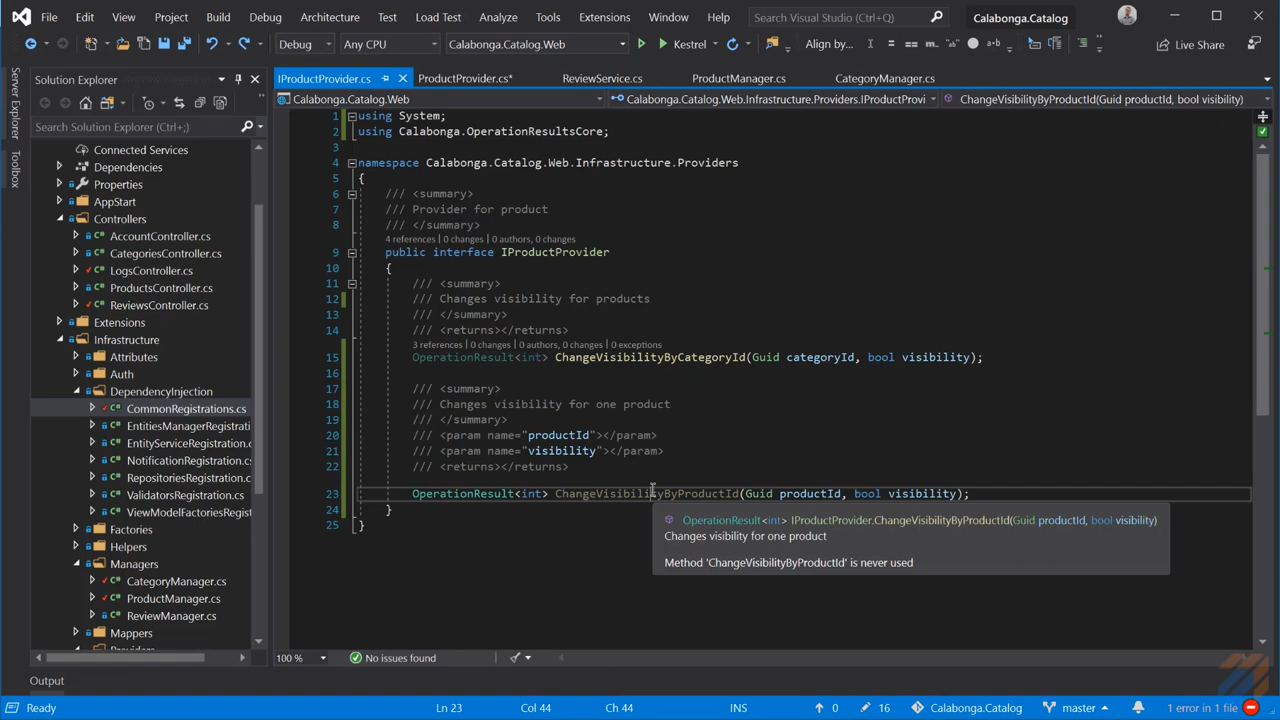 File Edit View Project Build Debug Architecture Test Load Test Analyze Tools Extensions Window Help Search Visual Studio (Ctrl+Q) Calabonga.Catalog
Debug Any CPU Calabonga.Catalog.Web Kestrel Align by... Live Share
Server Explorer
Toolbox
Solution Explorer
Search Solution Explorer (Ctrl+;)
Connected Services
Dependencies
Properties
AppStart
Controllers
AccountController.cs
CategoriesController.cs
LogsController.cs
ProductsController.cs
ReviewsController.cs
Extensions
Infrastructure
Attributes
Auth
DependencyInjection
CommonRegistrations.cs
EntitiesManagerRegistrati
EntityServiceRegistration.
NotificationRegistration.c
RepositoriesRegistration.c
ValidatorsRegistration.cs
ViewModelFactoriesRegist
Factories
Helpers
Managers
CategoryManager.cs
ProductManager.cs
ReviewManager.cs
Mappers
Providers
IProductProvider.cs ProductProvider.cs* ReviewService.cs ProductManager.cs CategoryManager.cs
Calabonga.Catalog.Web Calabonga.Catalog.Web.Infrastructure.Providers.IProductProvi ChangeVisibilityByProductId(Guid productId, bool visibility)
1 using System;
2 using Calabonga.OperationResultsCore;
3
4 namespace Calabonga.Catalog.Web.Infrastructure.Providers
5 {
6 /// <summary>
7 /// Provider for product
8 /// </summary>
4 references | 0 changes | 0 authors, 0 changes
9 public interface IProductProvider
10 {
11 /// <summary>
12 /// Changes visibility for products
13 /// </summary>
14 /// <returns></returns>
3 references | 0 changes | 0 authors, 0 changes | 0 exceptions
15 OperationResult<int> ChangeVisibilityByCategoryId(Guid categoryId, bool visibility);
16
17 /// <summary>
18 /// Changes visibility for one product
19 /// </summary>
20 /// <param name="productId"></param>
21 /// <param name="visibility"></param>
22 /// <returns></returns>
23 OperationResult<int> ChangeVisibilityByProductId(Guid productId, bool visibility);
24 }
25 }
OperationResult<int> IProductProvider.ChangeVisibilityByProductId(Guid productId, bool visibility)
Changes visibility for one product
Method 'ChangeVisibilityByProductId' is never used
100 % No issues found
Output
Ready Ln 23 Col 44 Ch 44 INS 0 16 Calabonga.Catalog master 1 error in 1 file